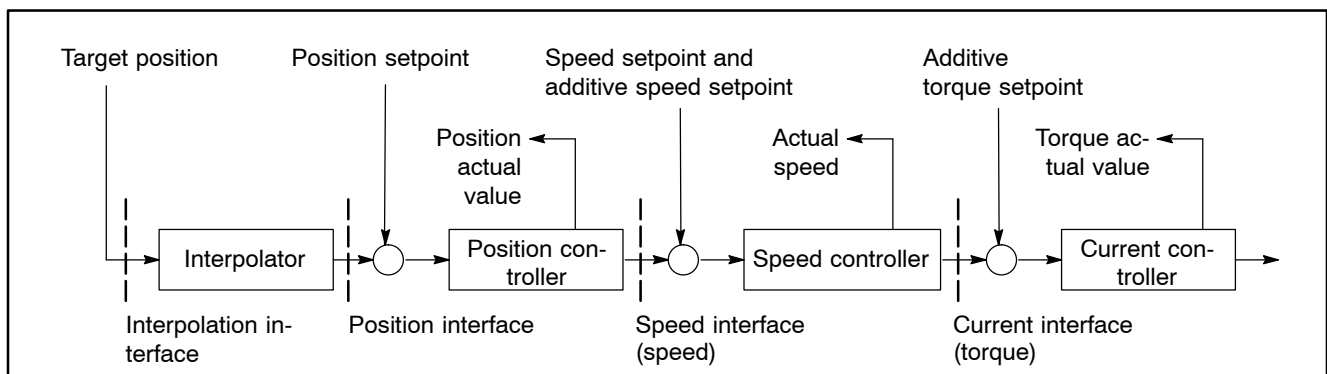 Target position
Position setpoint
Speed setpoint and
additive speed setpoint
Additive
torque setpoint
Position
actual
value
Actual
speed
Torque ac-
tual value
Interpolator
Position con-
troller
Speed controller
Current con-
troller
Interpolation in-
terface
Position interface
Speed interface
(speed)
Current interface
(torque)